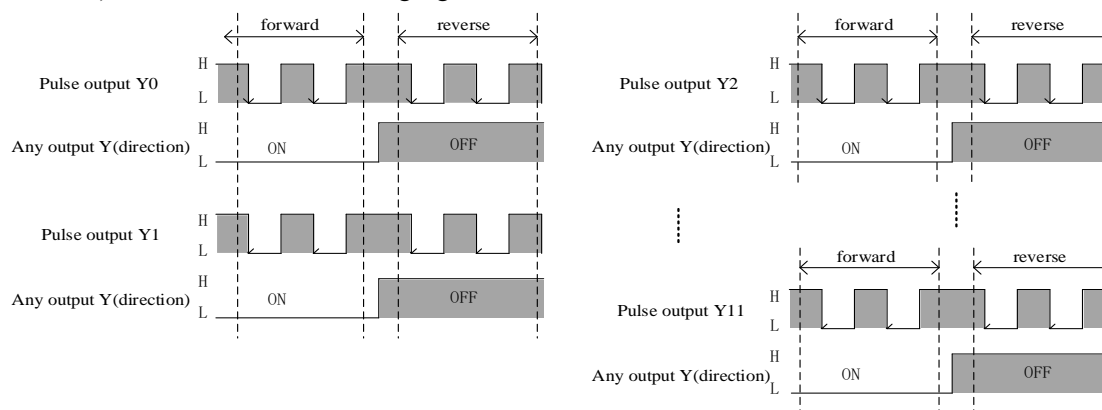 forward
reverse
H
Pulse output Y0
L
H
Any output Y(direction)
ON
OFF
L
H
Pulse output Y1
L
H
Any output Y(direction)
ON
OFF
L
forward
reverse
H
Pulse output Y2
L
H
Any output Y(direction)
ON
OFF
L
forward
reverse
H
Pulse output Y11
L
H
Any output Y(direction)
ON
OFF
L